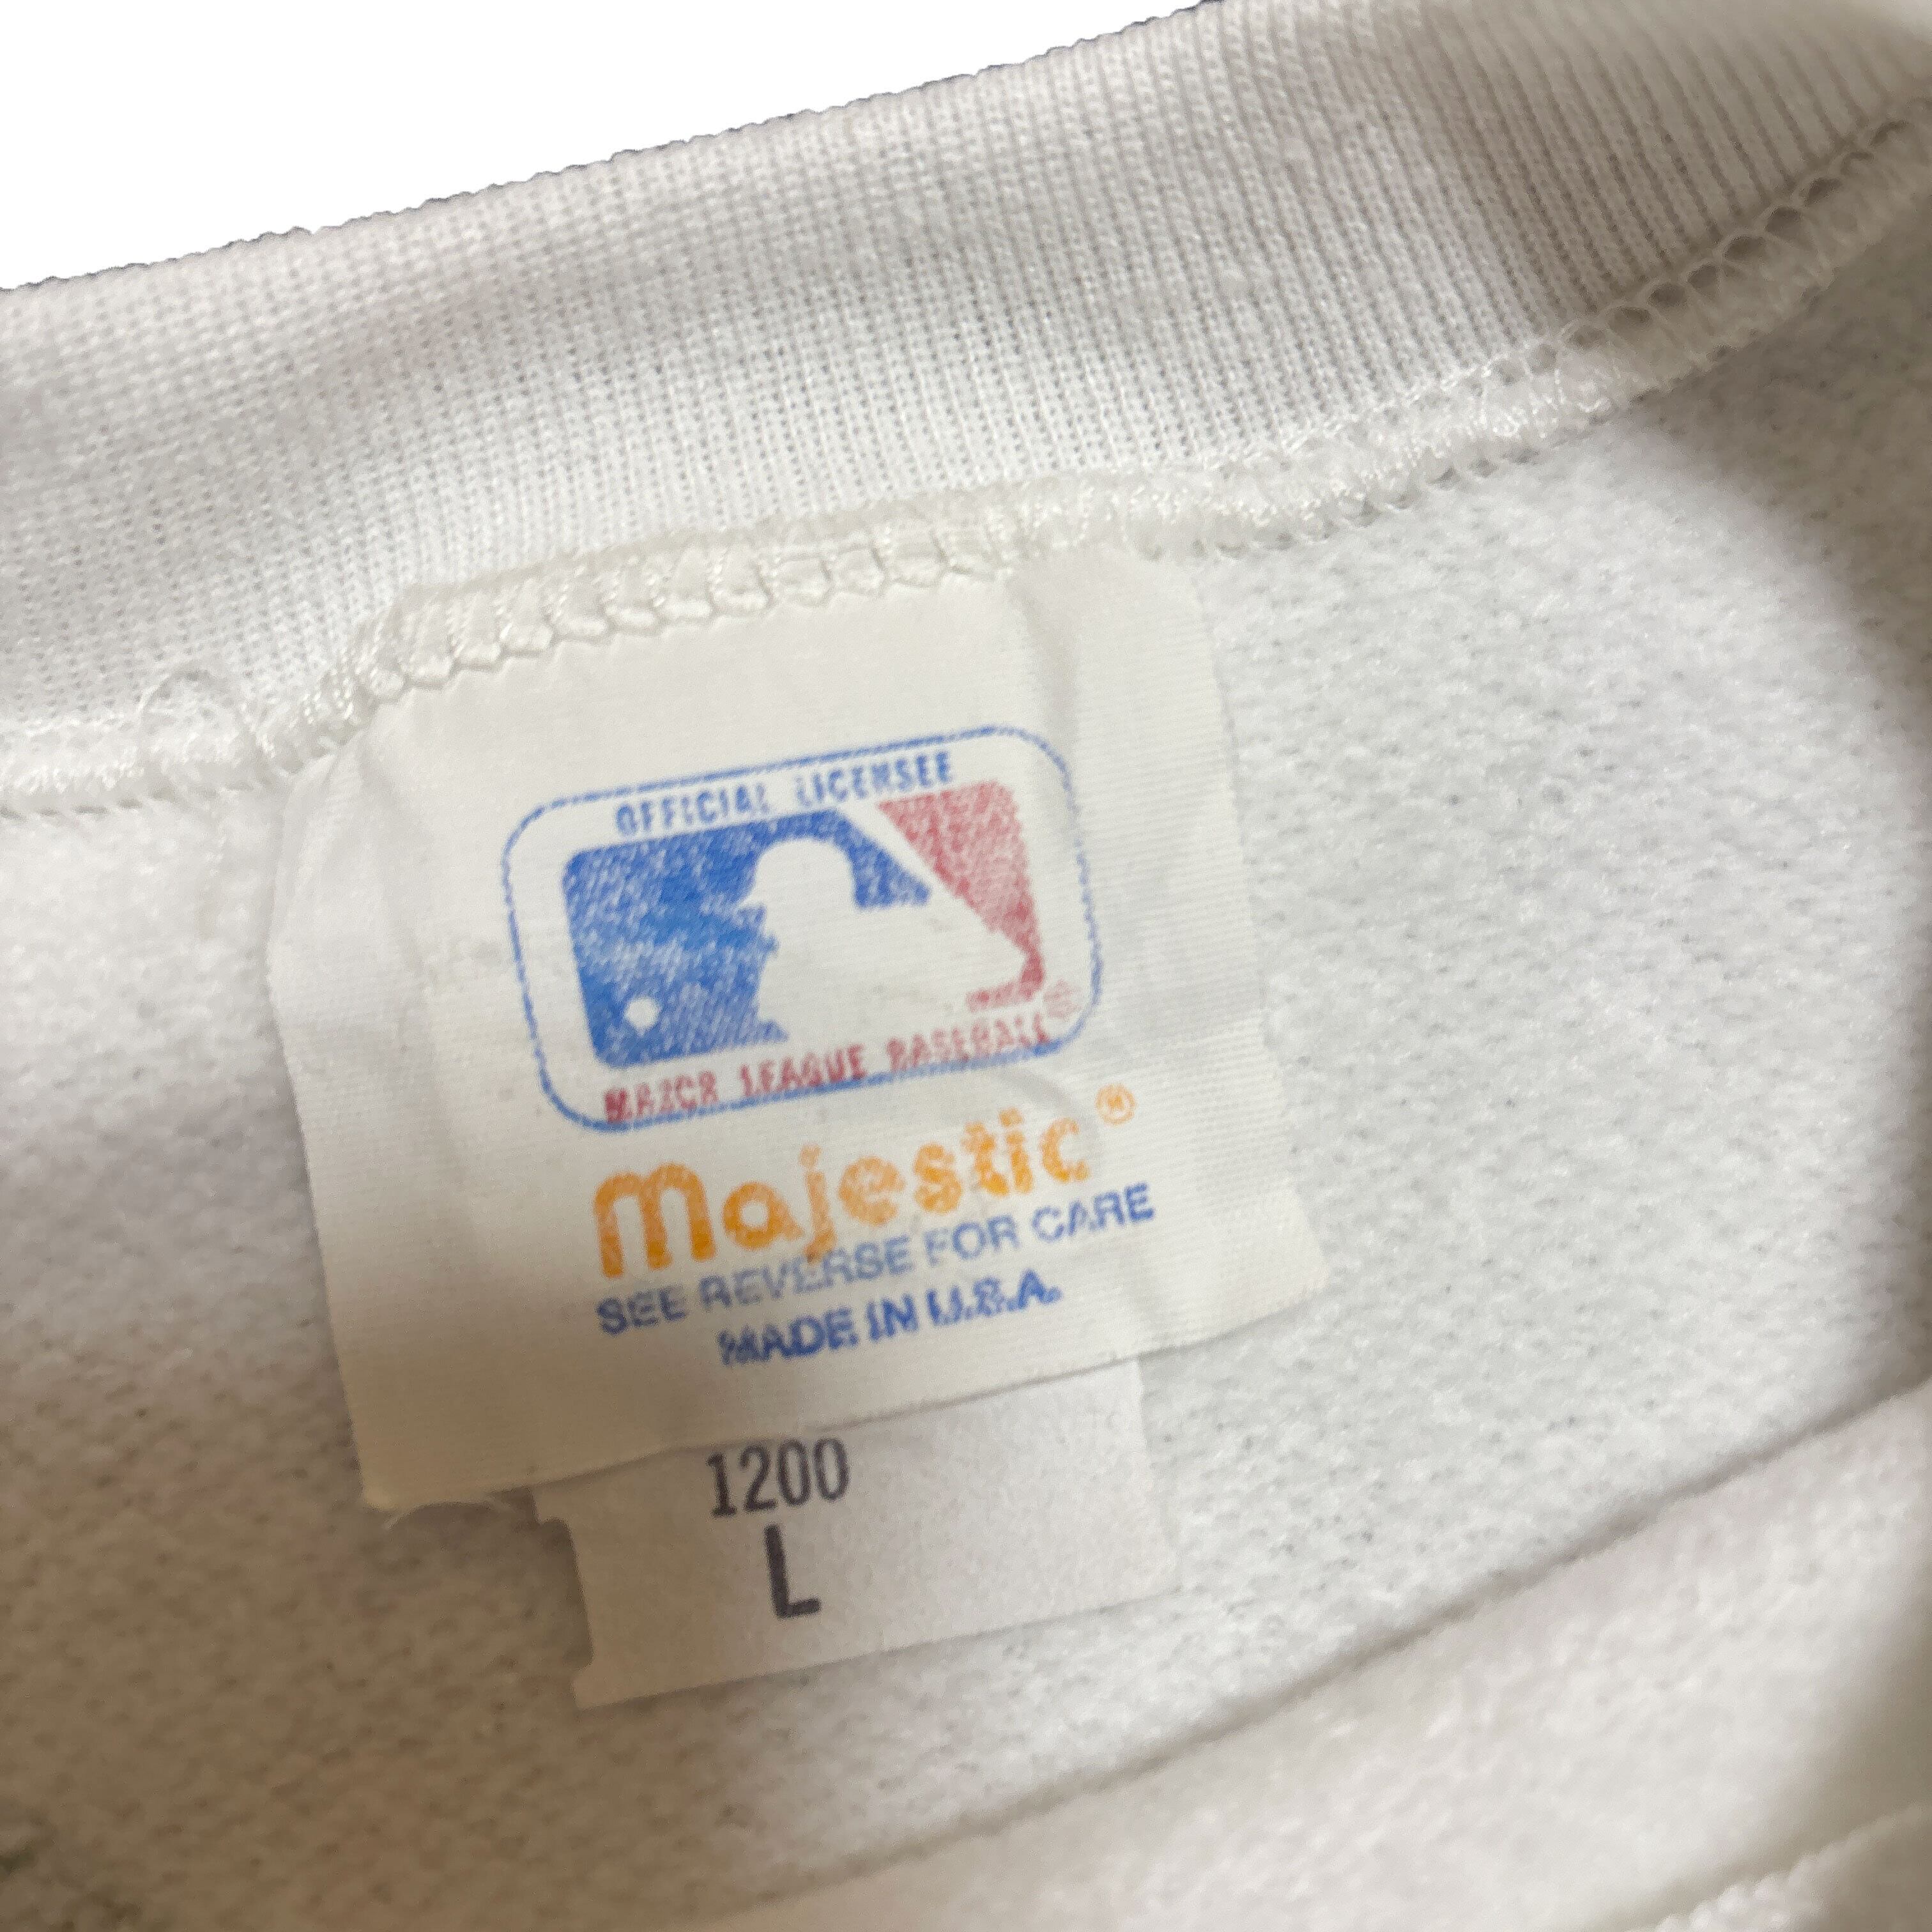 OFFICIAL LICENSEE
MAJOR LEAGUE BASEBALL®
Majestic®
SEE REVERSE FOR CARE
MADE IN U.S.A.
1200
L